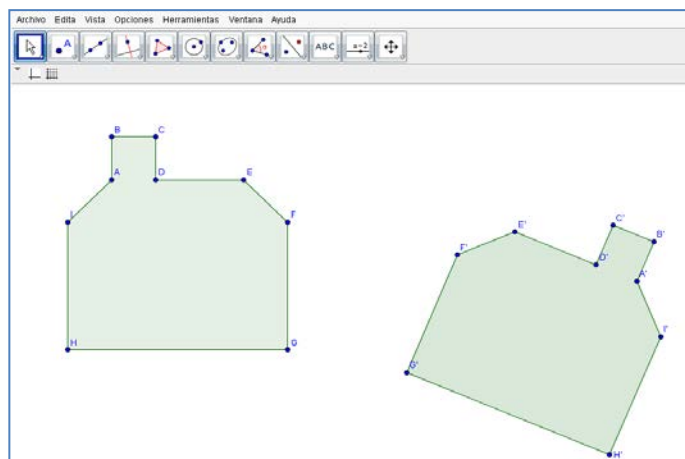 Archivo Edita Vista Opciones Herramientas Ventana Ayuda
A ABC a=2
B C
A D E
I F
H G
C'
E' B'
F' D'
A'
I'
G'
H'